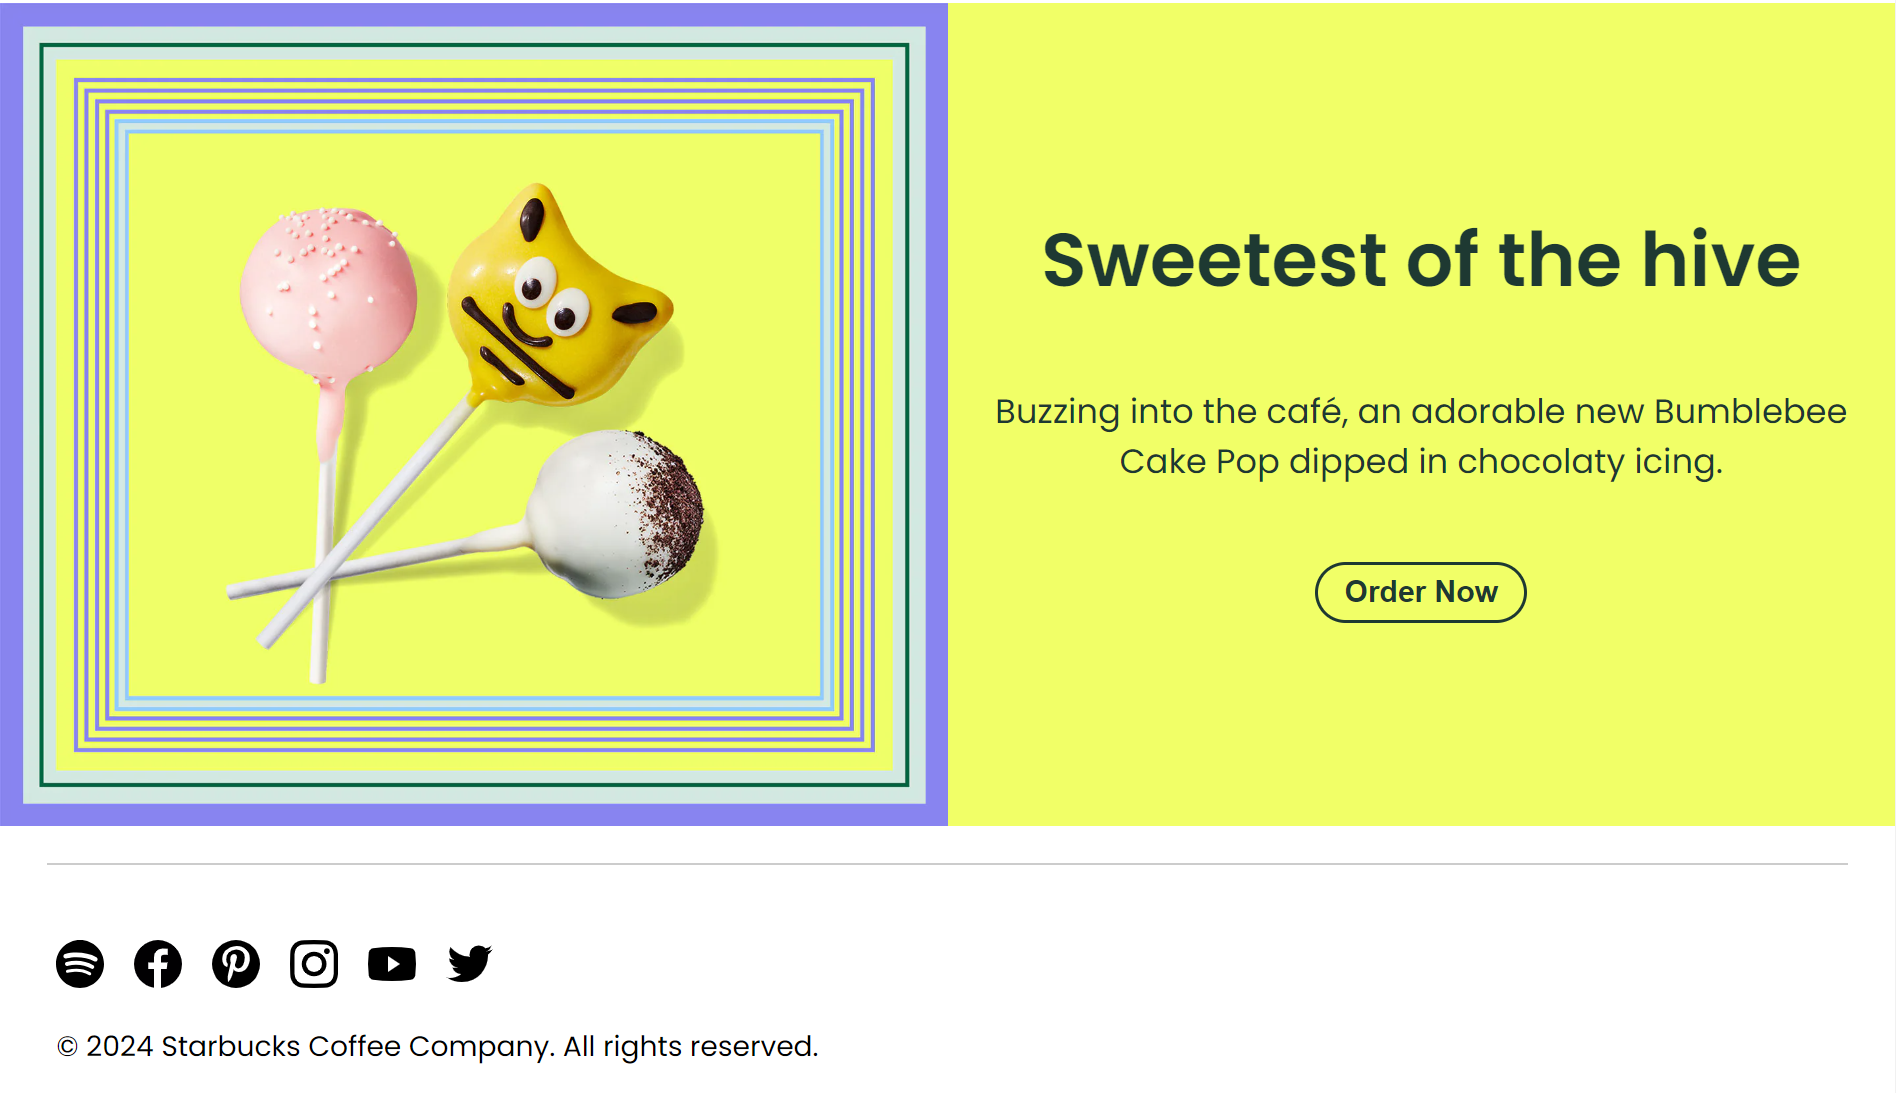 Sweetest of the hive
Buzzing into the café, an adorable new Bumblebee
Cake Pop dipped in chocolaty icing.
Order Now
© 2024 Starbucks Coffee Company. All rights reserved.